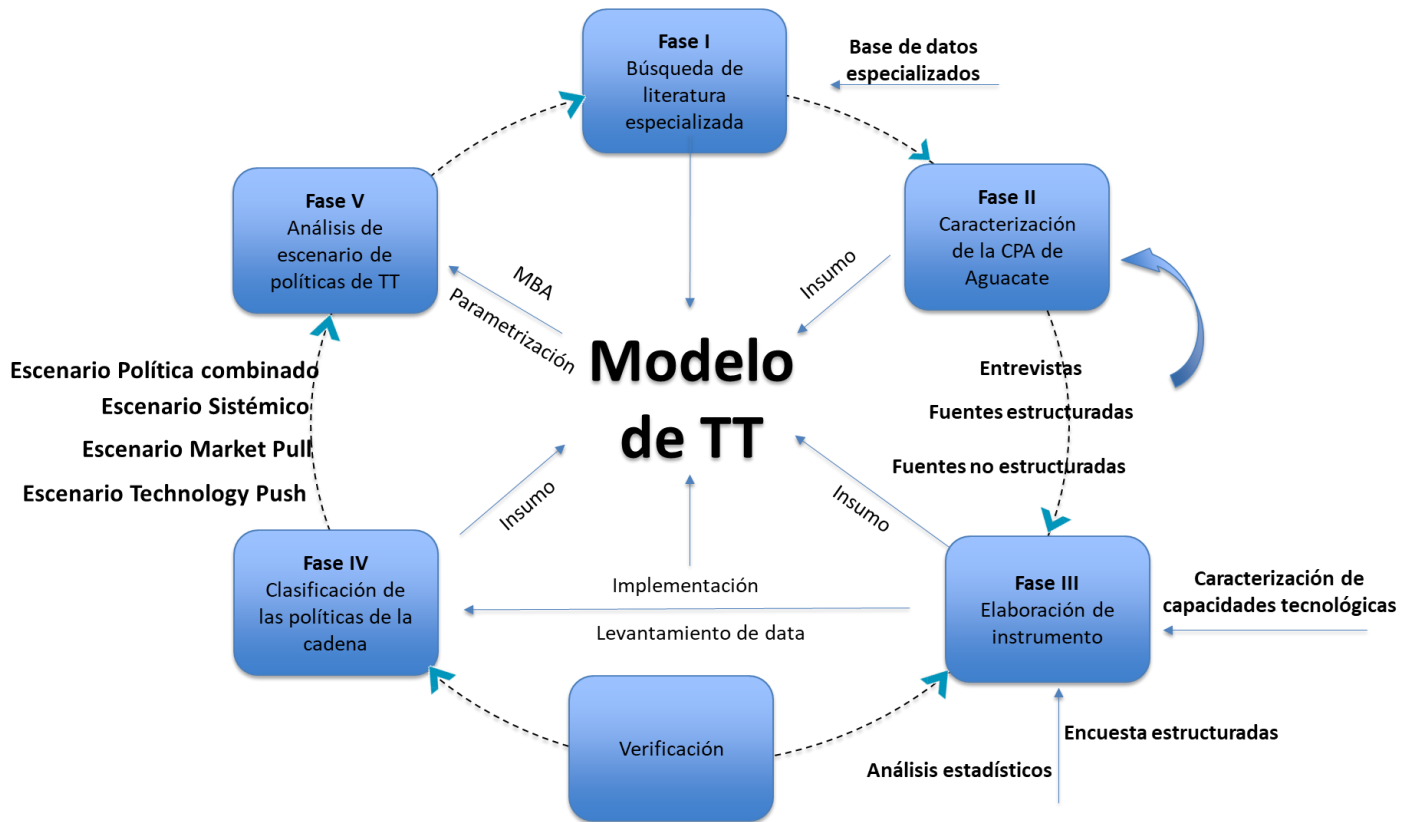 Fase I
Búsqueda de
literatura
especializada
Base de datos
especializados
Fase V
Análisis de
escenario de
políticas de TT
Fase II
Caracterización
de la CPA de
Aguacate
MBA
Parametrización
Insumo
Modelo
de TT
Entrevistas
Fuentes estructuradas
Fuentes no estructuradas
Escenario Política combinado
Escenario Sistémico
Escenario Market Pull
Escenario Technology Push
Insumo
Insumo
Fase IV
Clasificación de
las políticas de la
cadena
Implementación
Levantamiento de data
Fase III
Elaboración de
instrumento
Caracterización de
capacidades tecnológicas
Verificación
Encuesta estructuradas
Análisis estadísticos